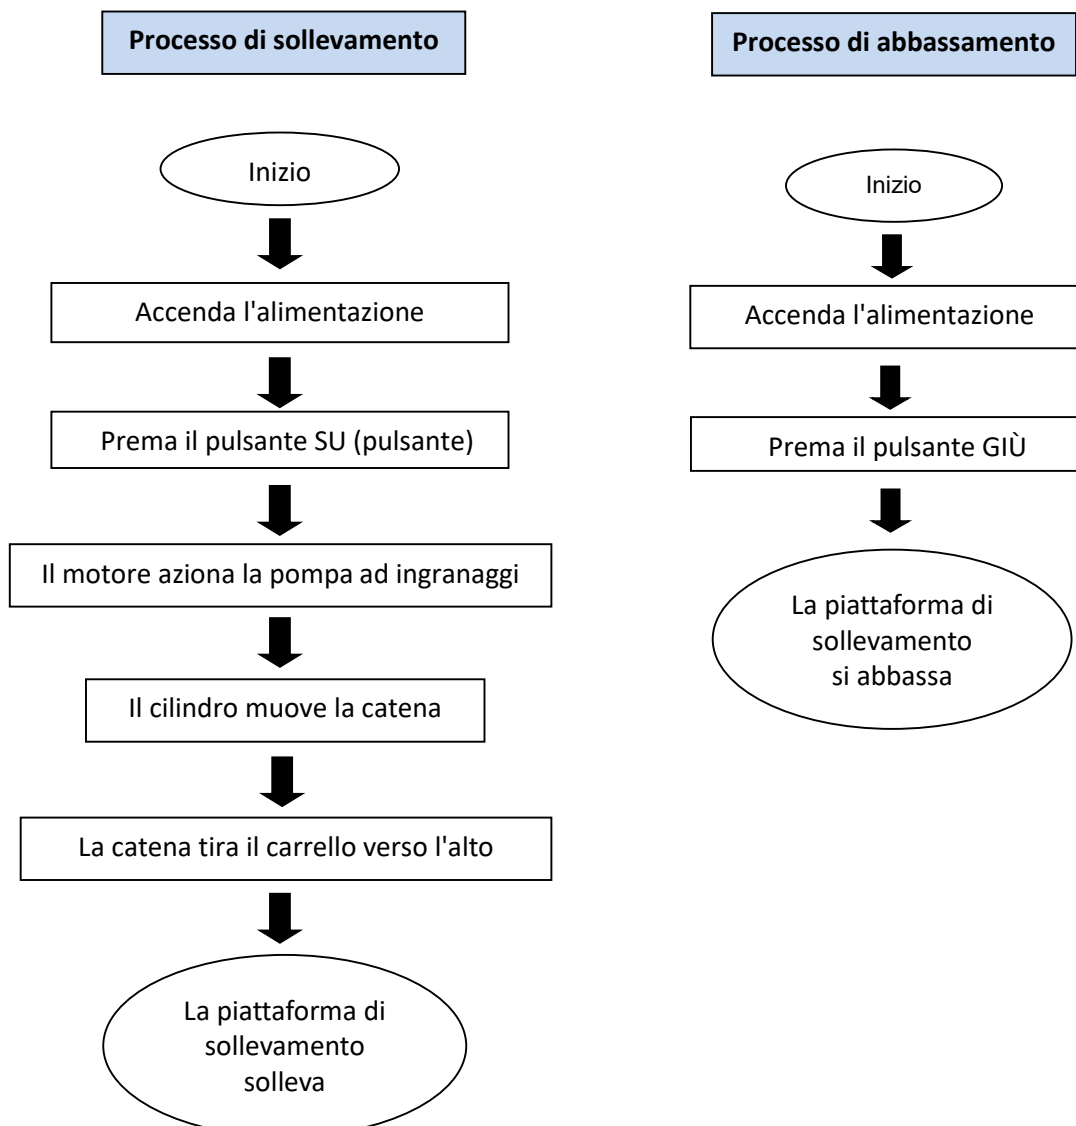 Processo di sollevamento
Inizio
Accenda l'alimentazione
Prema il pulsante SU (pulsante)
Il motore aziona la pompa ad ingranaggi
Il cilindro muove la catena
La catena tira il carrello verso l'alto
La piattaforma di
sollevamento
solleva
Processo di abbassamento
Inizio
Accenda l'alimentazione
Prema il pulsante GIÙ
La piattaforma di
sollevamento
si abbassa